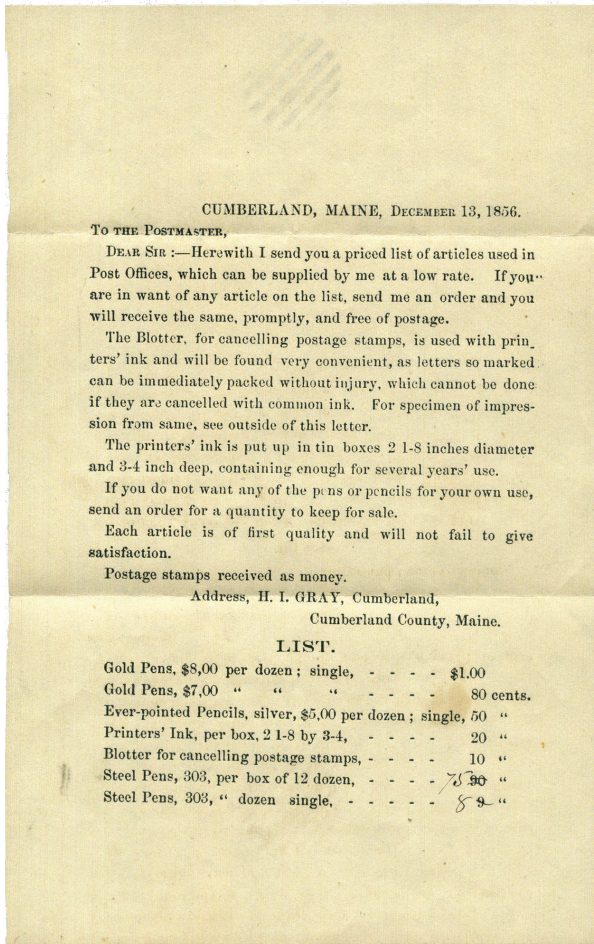 CUMBERLAND, MAINE, DECEMBER 13, 1856.
TO THE POSTMASTER,
DEAR SIR :—Herewith I send you a priced list of articles used in
Post Offices, which can be supplied by me at a low rate. If you
are in want of any article on the list, send me an order and you
will receive the same, promptly, and free of postage.
The Blotter, for cancelling postage stamps, is used with prin-
ters' ink and will be found very convenient, as letters so marked
can be immediately packed without injury, which cannot be done
if they are cancelled with common ink. For specimen of impres-
sion from same, see outside of this letter.
The printers' ink is put up in tin boxes 2 1-8 inches diameter
and 3-4 inch deep, containing enough for several years' use.
If you do not want any of the pens or pencils for your own use,
send an order for a quantity to keep for sale.
Each article is of first quality and will not fail to give
satisfaction.
Postage stamps received as money.
Address, H. I. GRAY, Cumberland,
Cumberland County, Maine.
LIST.
Gold Pens, $8,00 per dozen ; single, - - - - $1.00
Gold Pens, $7,00 “ “ “ - - - - 80 cents.
Ever-pointed Pencils, silver, $5,00 per dozen ; single, 50 “
Printers' Ink, per box, 2 1-8 by 3-4, - - - - 20 “
Blotter for cancelling postage stamps, - - - - 10 “
Steel Pens, 303, per box of 12 dozen, - - - - 75 90 “
Steel Pens, 303, “ dozen single, - - - - - 8 9 “